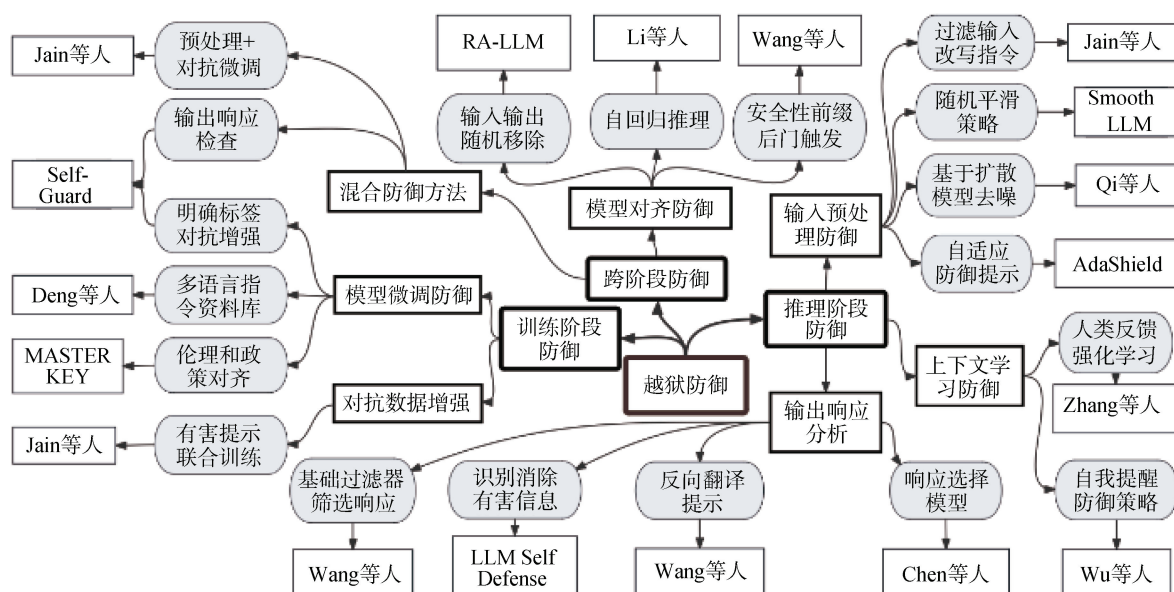 Jain等人
预处理+
对抗微调
RA-LLM
Li等人
Wang等人
过滤输入
改写指令
Jain等人
输出响应
检查
输入输出
随机移除
自回归推理
安全性前缀
后门触发
随机平滑
策略
Smooth
LLM
Self-
Guard
混合防御方法
模型对齐防御
输入预处
理防御
基于扩散
模型去噪
Qi等人
明确标签
对抗增强
自适应
防御提示
AdaShield
跨阶段防御
Deng等人
多语言指
令资料库
模型微调防御
训练阶段
防御
推理阶段
防御
人类反馈
强化学习
MASTER
KEY
伦理和政
策对齐
越狱防御
上下文学
习防御
Zhang等人
对抗数据增强
输出响应
分析
Jain等人
有害提示
联合训练
基础过滤器
筛选响应
识别消除
有害信息
反向翻译
提示
响应选择
模型
自我提醒
防御策略
Wang等人
LLM Self
Defense
Wang等人
Chen等人
Wu等人